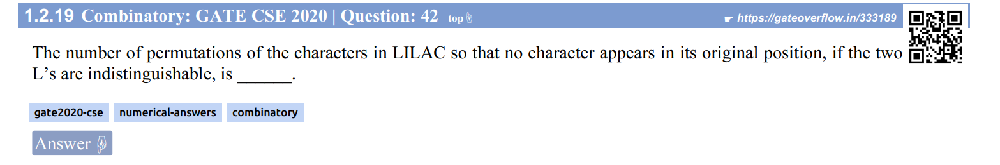 1.2.19 Combinatory: GATE CSE 2020 | Question: 42 top☟ ☛ https://gateoverflow.in/333189
The number of permutations of the characters in LILAC so that no character appears in its original position, if the two
L’s are indistinguishable, is ______.
gate2020-cse numerical-answers combinatory
Answer ☟